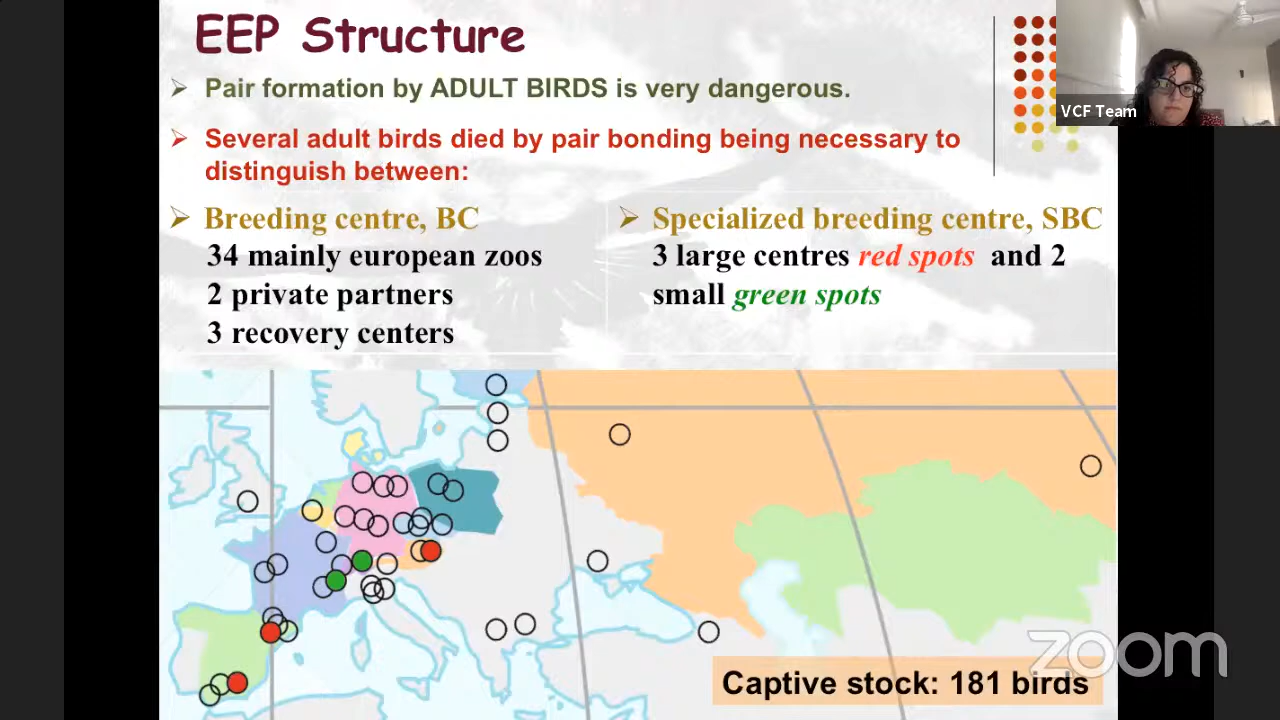 EEP Structure
Pair formation by ADULT BIRDS is very dangerous.
VCF Team
Several adult birds died by pair bonding being necessary to
distinguish between:
Breeding centre, BC
34 mainly european zoos
2 private partners
3 recovery centers
Specialized breeding centre, SBC
3 large centres red spots and 2
small green spots
zoom
Captive stock: 181 birds